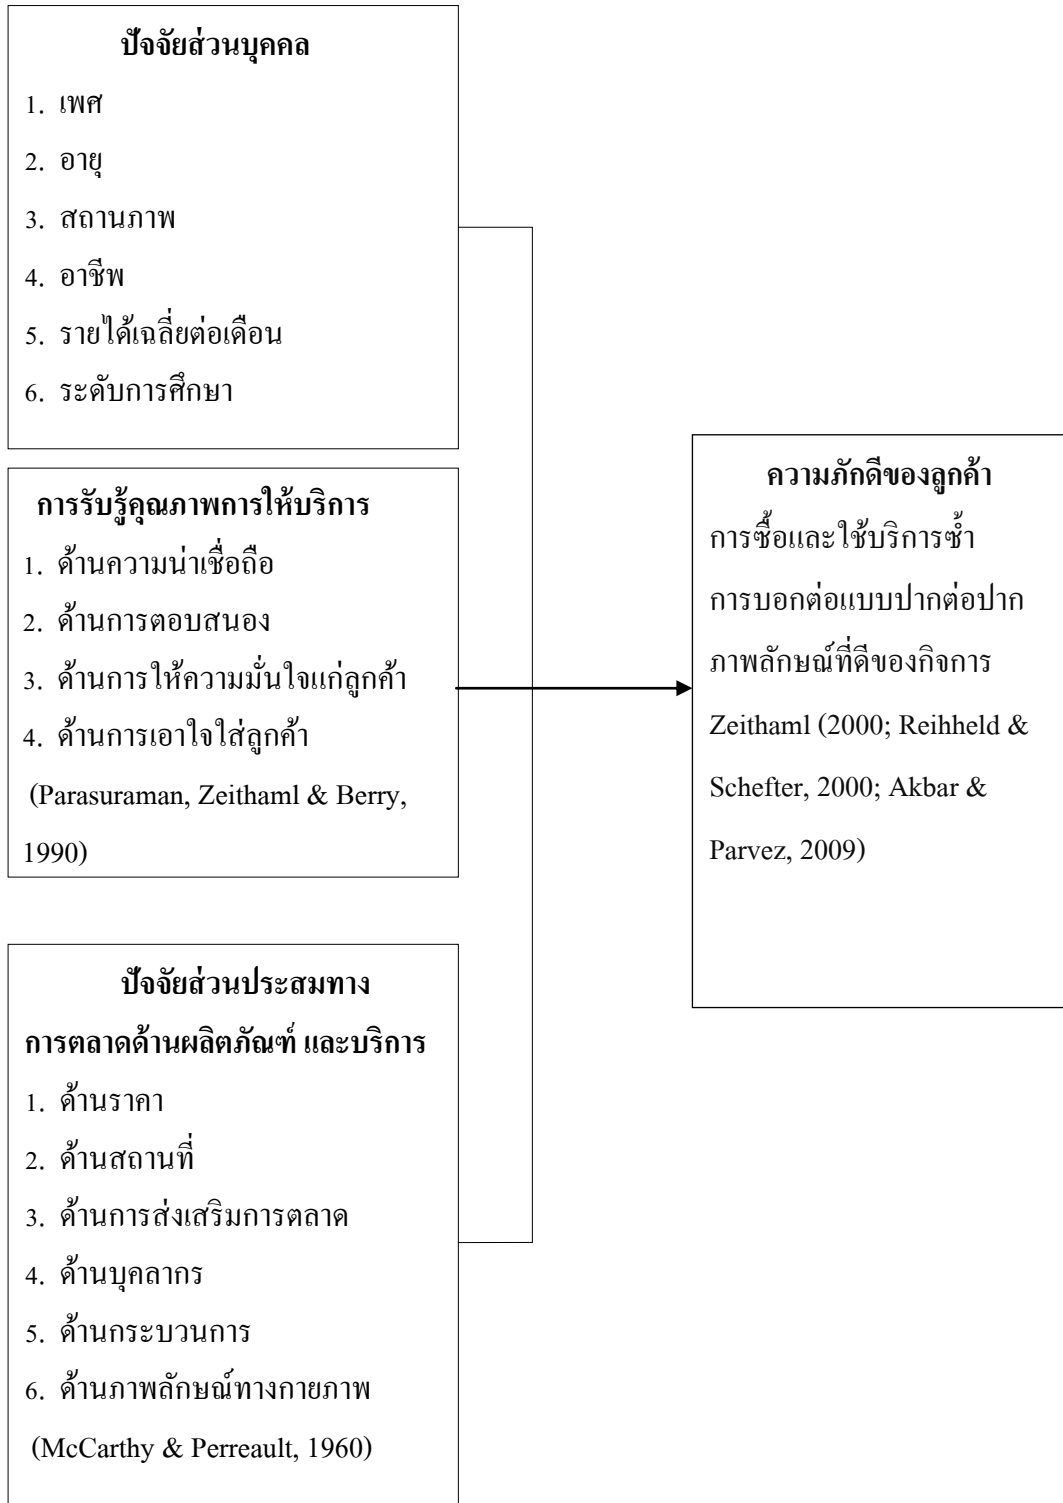 ปัจจัยส่วนบุคคล
1. เพศ
2. อายุ
3. สถานภาพ
4. อาชีพ
5. รายได้เฉลี่ยต่อเดือน
6. ระดับการศึกษา
การรับรู้คุณภาพการให้บริการ
1. ด้านความน่าเชื่อถือ
2. ด้านการตอบสนอง
3. ด้านการให้ความมั่นใจแก่ลูกค้า
4. ด้านการเอาใจใส่ลูกค้า
(Parasuraman, Zeithaml & Berry,
1990)
ปัจจัยส่วนประสมทาง
การตลาดด้านผลิตภัณฑ์ และบริการ
1. ด้านราคา
2. ด้านสถานที่
3. ด้านการส่งเสริมการตลาด
4. ด้านบุคลากร
5. ด้านกระบวนการ
6. ด้านภาพลักษณ์ทางกายภาพ
(McCarthy & Perreault, 1960)
ความภักดีของลูกค้า
การซื้อและใช้บริการซ้ำ
การบอกต่อแบบปากต่อปาก
ภาพลักษณ์ที่ดีของกิจการ
Zeithaml (2000; Reihheld &
Schefter, 2000; Akbar &
Parvez, 2009)